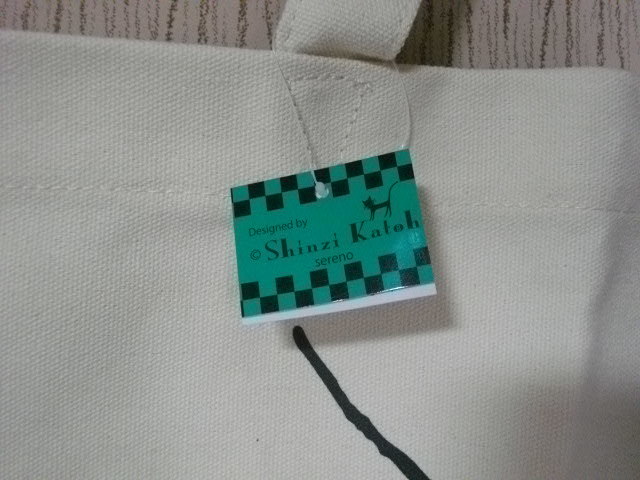 Designed by
© Shinzi Katoh
sereno